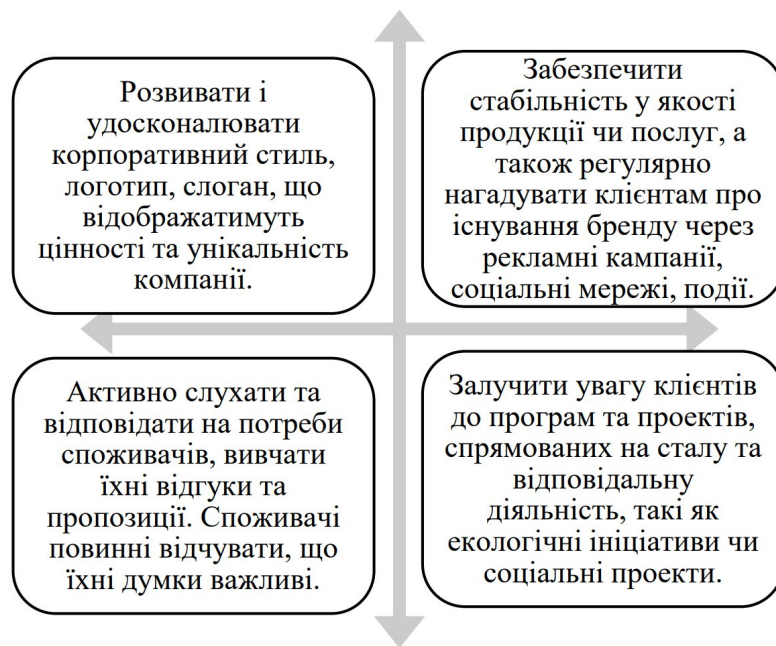 Розвивати і
удосконалювати
корпоративний стиль,
логотип, слоган, що
відображатимуть
цінності та унікальність
компанії.
Забезпечити
стабільність у якості
продукції чи послуг, а
також регулярно
нагадувати клієнтам про
існування бренду через
рекламні кампанії,
соціальні мережі, події.
Активно слухати та
відповідати на потреби
споживачів, вивчати
їхні відгуки та
пропозиції. Споживачі
повинні відчувати, що
їхні думки важливі.
Залучити увагу клієнтів
до програм та проектів,
спрямованих на сталу та
відповідальну
діяльність, такі як
екологічні ініціативи чи
соціальні проекти.